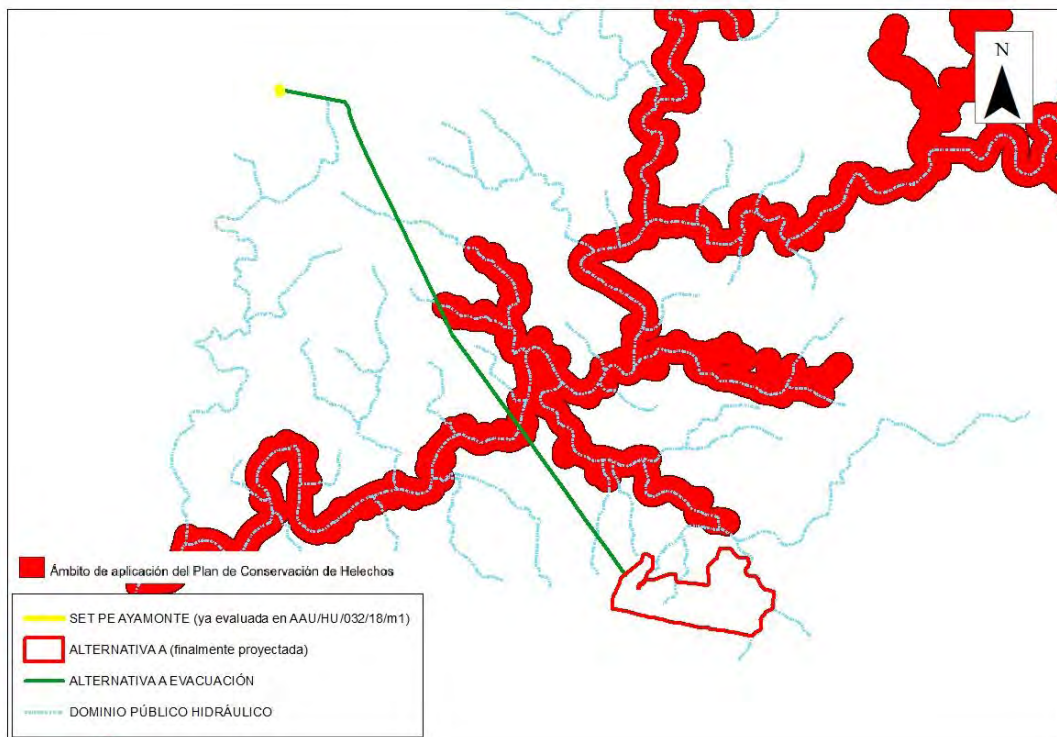 N
Ámbito de aplicación del Plan de Conservación de Helechos
SET PE AYAMONTE (ya evaluada en AAU/HU/032/18/m1)
ALTERNATIVA A (finalmente proyectada)
ALTERNATIVA A EVACUACIÓN
DOMINIO PÚBLICO HIDRÁULICO